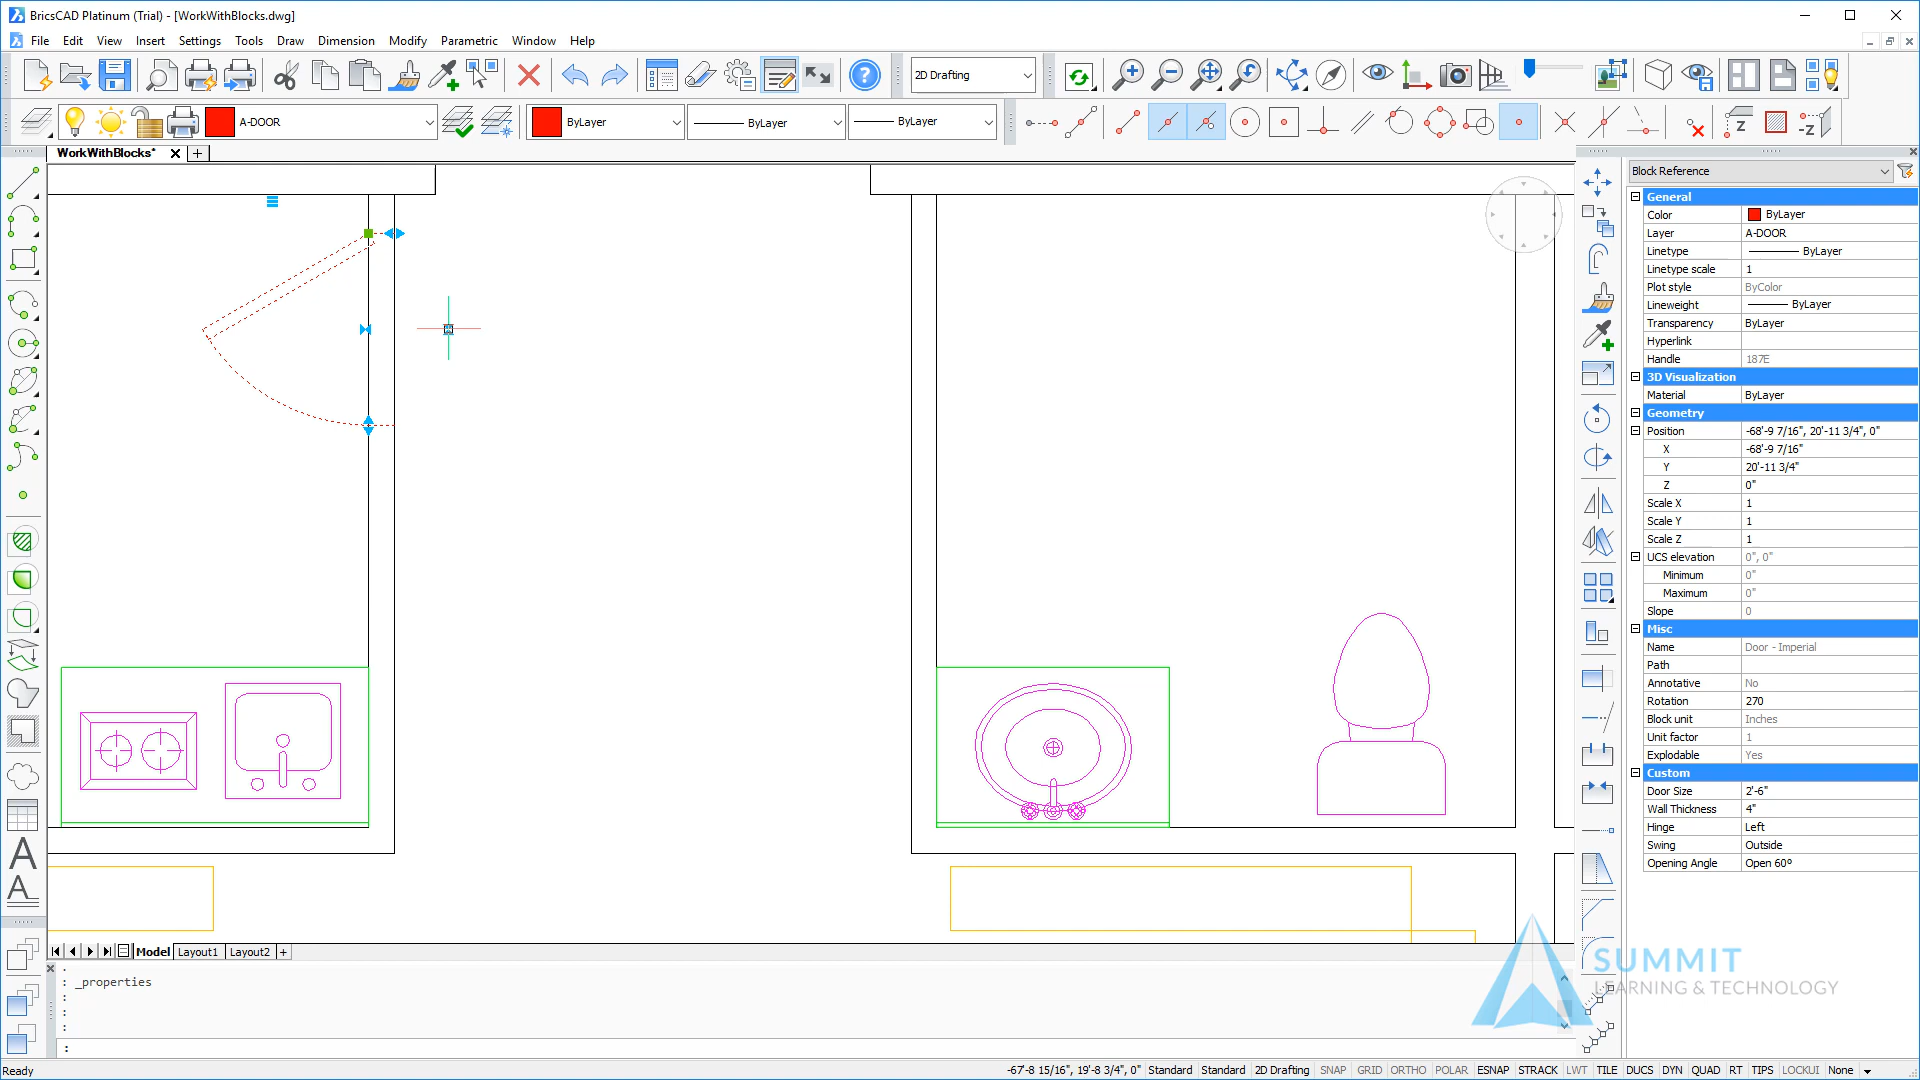 BricsCAD Platinum (Trial) - [WorkWithBlocks.dwg]
File Edit View Insert Settings Tools Draw Dimension Modify Parametric Window Help
2D Drafting
A-DOOR
ByLayer
ByLayer
ByLayer
WorkWithBlocks*
Block Reference
General
Color ByLayer
Layer A-DOOR
Linetype ByLayer
Linetype scale 1
Plot style ByColor
Lineweight ByLayer
Transparency ByLayer
Hyperlink
Handle 187E
3D Visualization
Material ByLayer
Geometry
Position -68'-9 7/16", 20'-11 3/4", 0"
X -68'-9 7/16"
Y 20'-11 3/4"
Z 0"
Scale X 1
Scale Y 1
Scale Z 1
UCS elevation 0", 0"
Minimum 0"
Maximum 0"
Slope 0
Misc
Name Door - Imperial
Path
Annotative No
Rotation 270
Block unit Inches
Unit factor 1
Explodable Yes
Custom
Door Size 2'-6"
Wall Thickness 4"
Hinge Left
Swing Outside
Opening Angle Open 60º
Model Layout1 Layout2 +
: _properties
:
:
:
:
SUMMIT
LEARNING & TECHNOLOGY
Ready
-67'-8 15/16", 19'-8 3/4", 0" Standard Standard 2D Drafting SNAP GRID ORTHO POLAR ESNAP STRACK LWT TILE DUCS DYN QUAD RT TIPS LOCKUI None